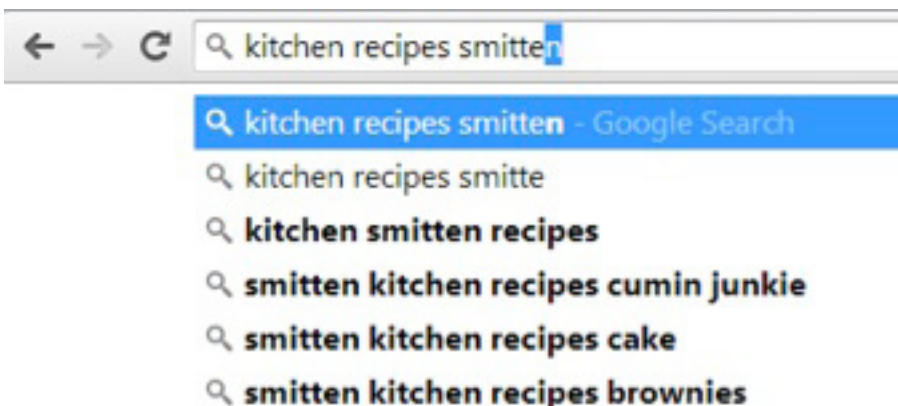 kitchen recipes smitten
kitchen recipes smitten - Google Search
kitchen recipes smitte
kitchen smitten recipes
smitten kitchen recipes cumin junkie
smitten kitchen recipes cake
smitten kitchen recipes brownies